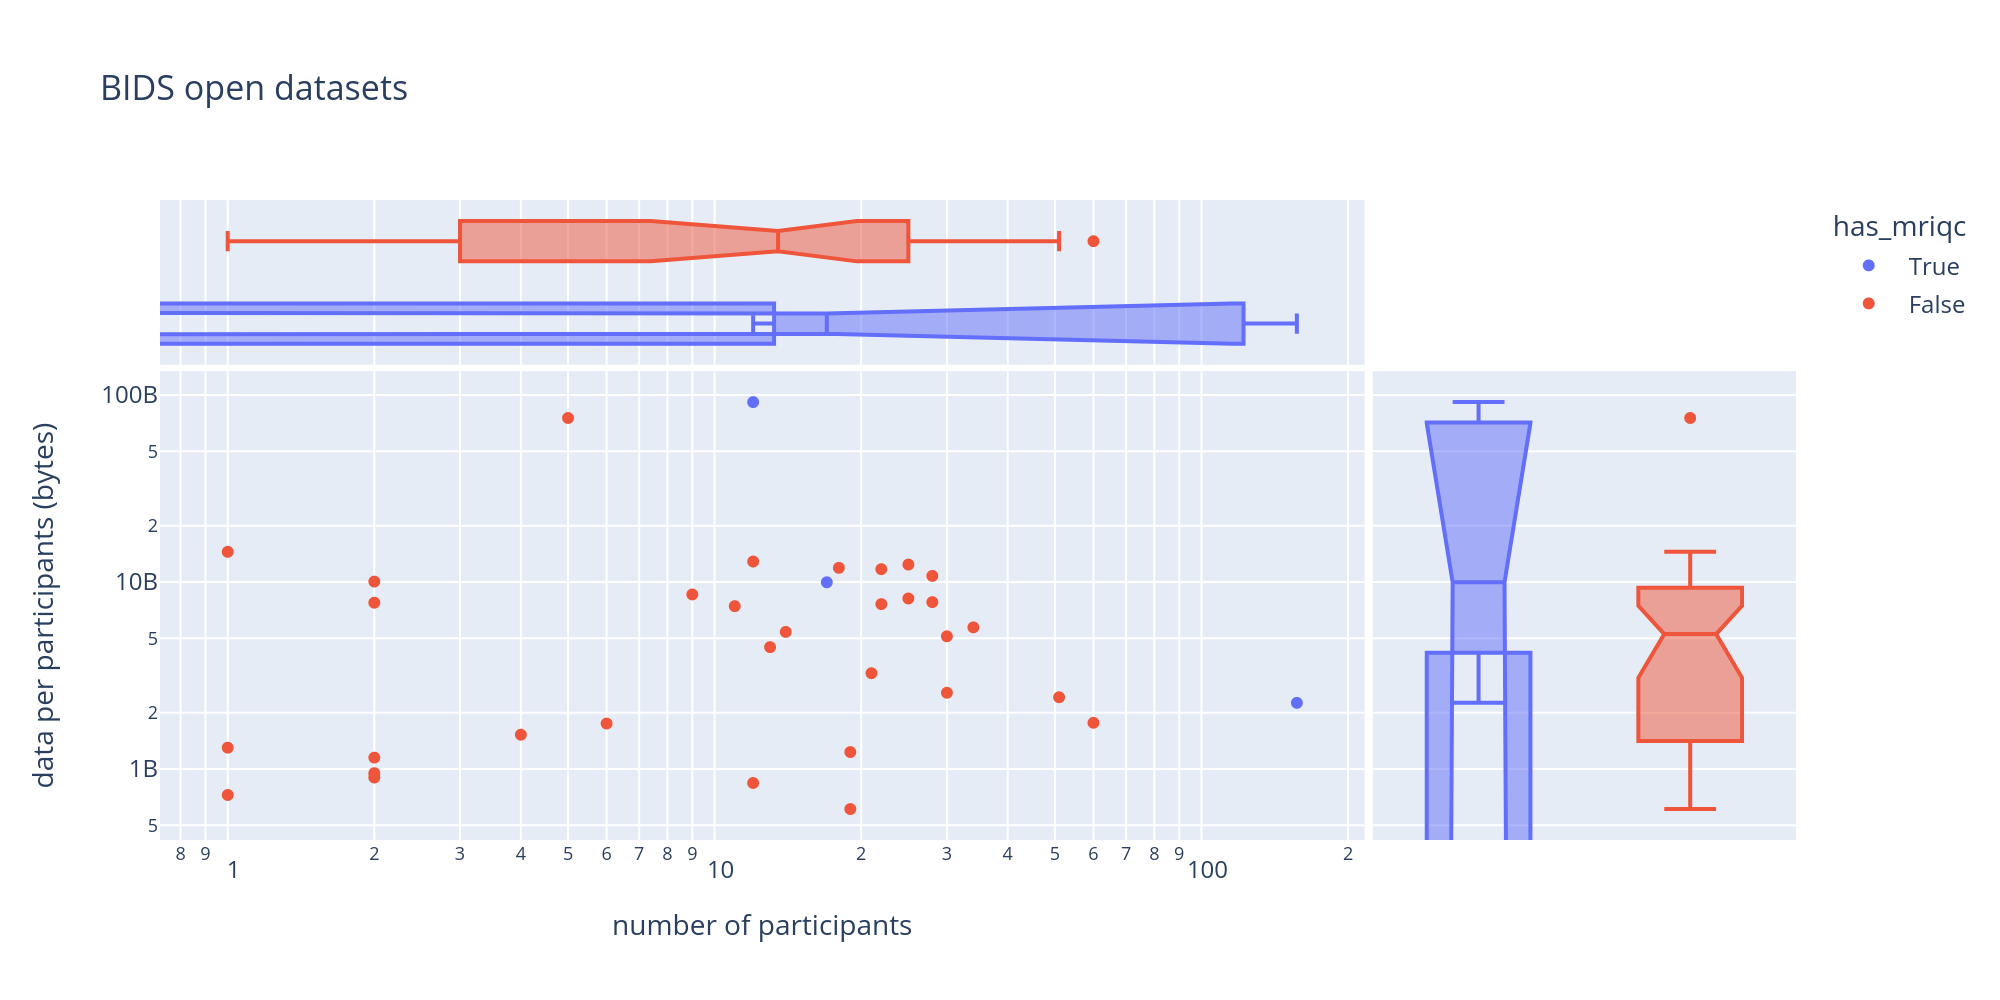 BIDS open datasets
has_mriqc
True
False
data per participants (bytes)
100B
5
2
10B
5
2
1B
5
8 9 2 3 4 5 6 7 8 9 2 3 4 5 6 7 8 9 2
1 10 100
number of participants